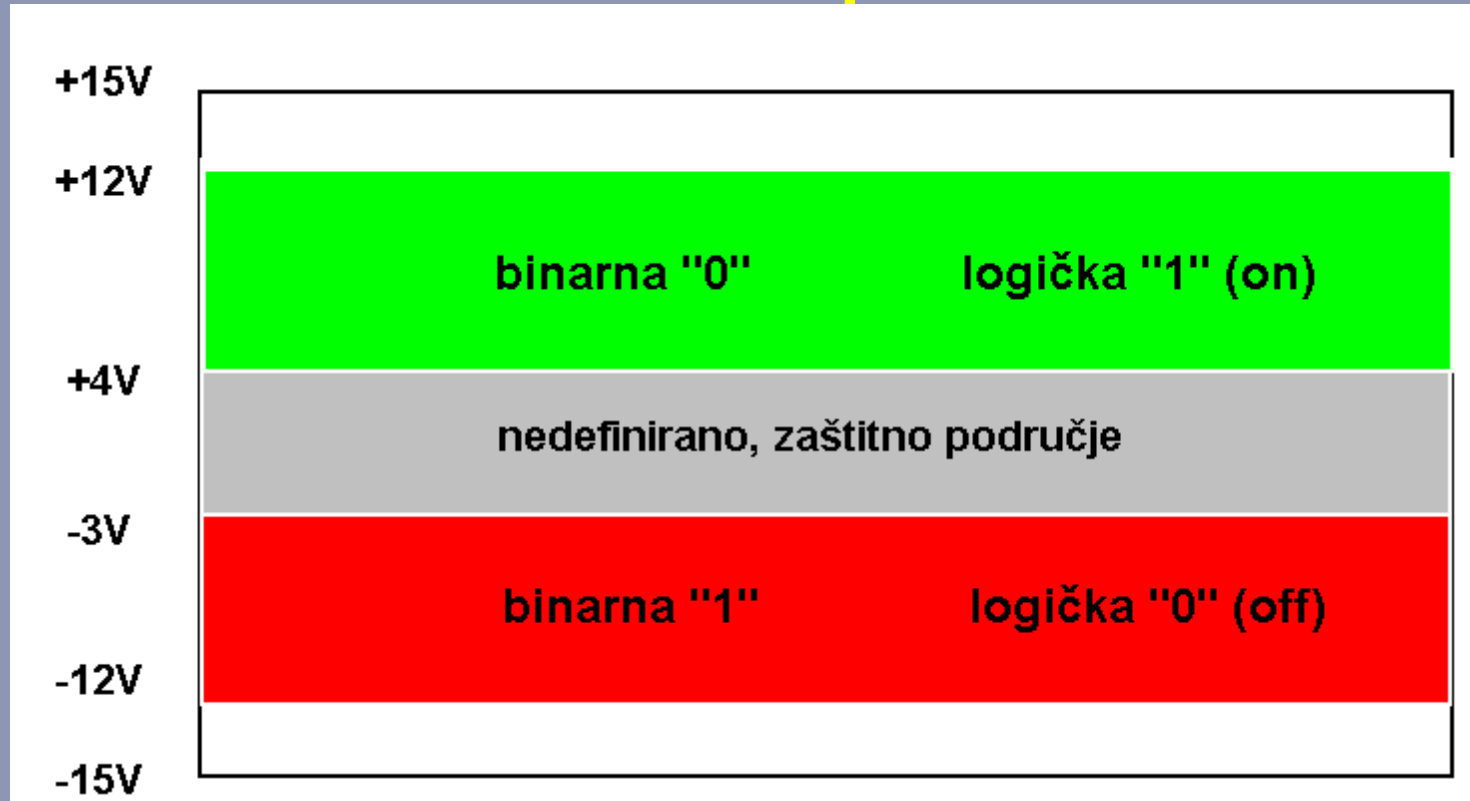 +15V
+12V
binarna "0" logička "1" (on)
+4V
nedefinirano, zaštitno područje
-3V
binarna "1" logička "0" (off)
-12V
-15V